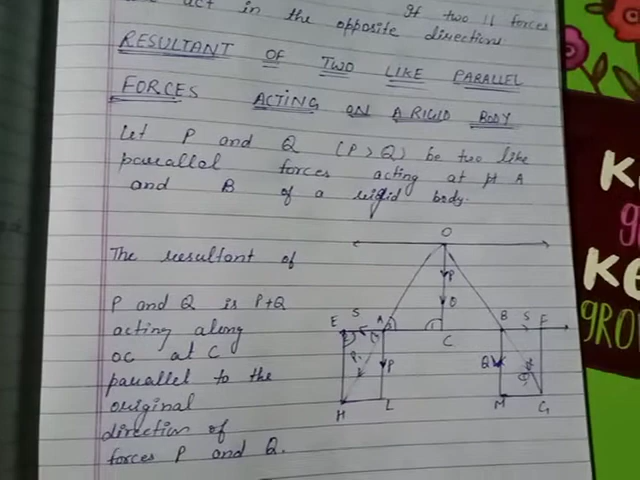 act in the opposite directions
If two || forces
RESULTANT OF TWO LIKE PARALLEL
FORCES ACTING ON A RIGID BODY
Let P and Q (P > Q) be two like
parallel forces acting at A
and B of a rigid body.
The resultant of
P and Q is P+Q
acting along
OC at C
parallel to the
original
direction of
forces P and Q.
O
P
Q
E S A C B S F
P Q
H L M G
K
KE
GRO